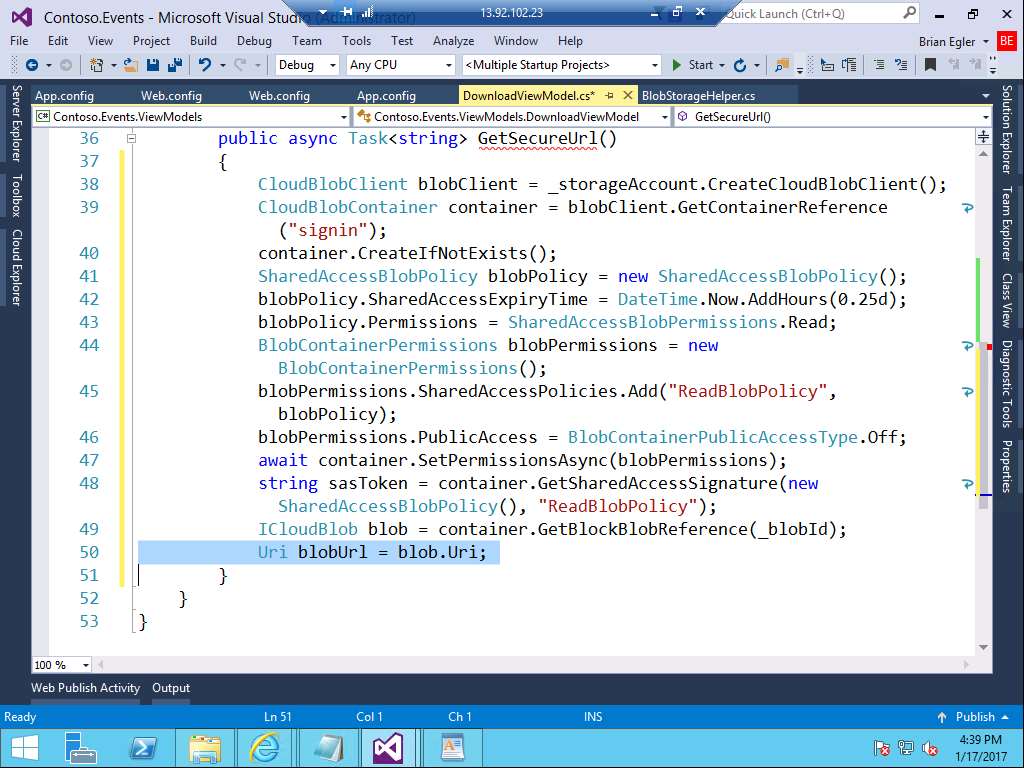 Contoso.Events - Microsoft Visual Studio (Administrator)
13.92.102.23
Quick Launch (Ctrl+Q)
File Edit View Project Build Debug Team Tools Test Analyze Window Help
Brian Egler
BE
Debug
Any CPU
<Multiple Startup Projects>
Start
App.config
Web.config
Web.config
App.config
DownloadViewModel.cs*
BlobStorageHelper.cs
C# Contoso.Events.ViewModels
Contoso.Events.ViewModels.DownloadViewModel
GetSecureUrl()
Server Explorer
Toolbox
Cloud Explorer
36 public async Task<string> GetSecureUrl()
37 {
38 CloudBlobClient blobClient = _storageAccount.CreateCloudBlobClient();
39 CloudBlobContainer container = blobClient.GetContainerReference
("signin");
40 container.CreateIfNotExists();
41 SharedAccessBlobPolicy blobPolicy = new SharedAccessBlobPolicy();
42 blobPolicy.SharedAccessExpiryTime = DateTime.Now.AddHours(0.25d);
43 blobPolicy.Permissions = SharedAccessBlobPermissions.Read;
44 BlobContainerPermissions blobPermissions = new
BlobContainerPermissions();
45 blobPermissions.SharedAccessPolicies.Add("ReadBlobPolicy",
blobPolicy);
46 blobPermissions.PublicAccess = BlobContainerPublicAccessType.Off;
47 await container.SetPermissionsAsync(blobPermissions);
48 string sasToken = container.GetSharedAccessSignature(new
SharedAccessBlobPolicy(), "ReadBlobPolicy");
49 ICloudBlob blob = container.GetBlockBlobReference(_blobId);
50 Uri blobUrl = blob.Uri;
51 }
52 }
53 }
Solution Explorer
Team Explorer
Class View
Diagnostic Tools
Properties
100 %
Web Publish Activity
Output
Ready
Ln 51
Col 1
Ch 1
INS
Publish
4:39 PM
1/17/2017